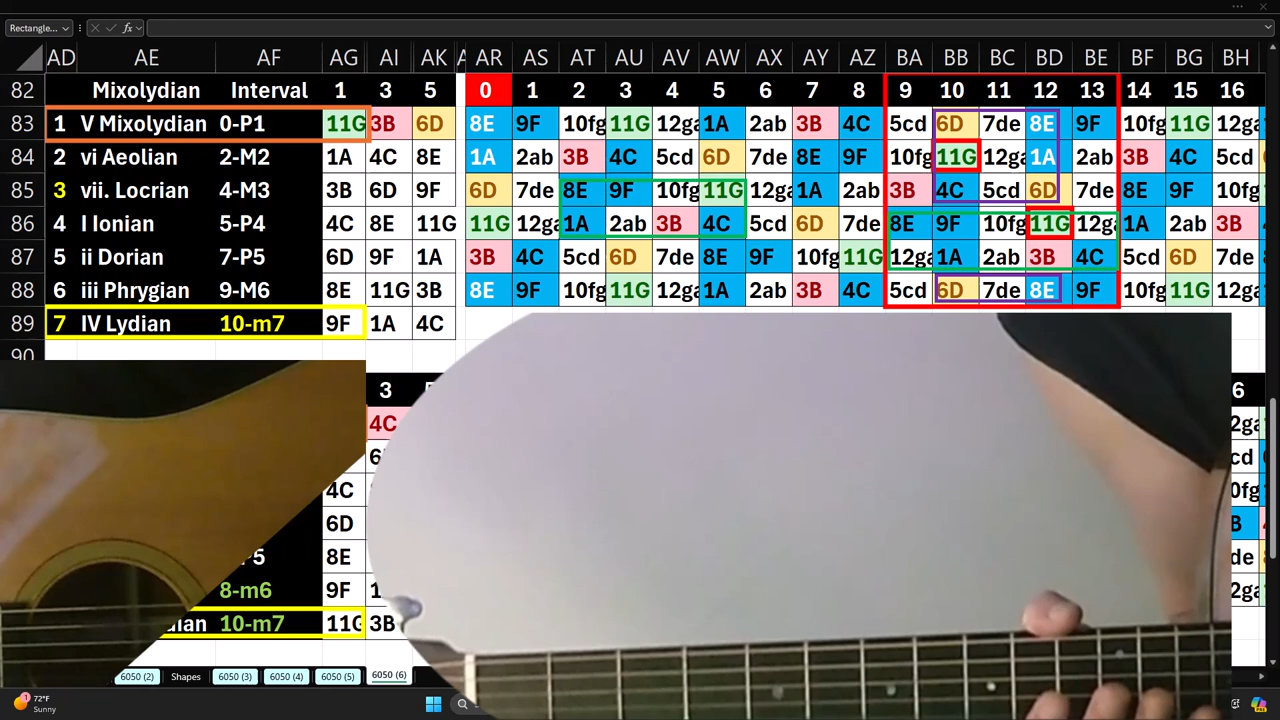 Rectangle... fx
AD AE AF AG AI AK AR AS AT AU AV AW AX AY AZ BA BB BC BD BE BF BG BH
82 Mixolydian Interval 1 3 5 0 1 2 3 4 5 6 7 8 9 10 11 12 13 14 15 16
83 1 V Mixolydian 0-P1 11G 3B 6D 8E 9F 10fg 11G 12ga 1A 2ab 3B 4C 5cd 6D 7de 8E 9F 10fg 11G 12ga
84 2 vi Aeolian 2-M2 1A 4C 8E 1A 2ab 3B 4C 5cd 6D 7de 8E 9F 10fg 11G 12ga 1A 2ab 3B 4C 5cd
85 3 vii. Locrian 4-M3 3B 6D 9F 6D 7de 8E 9F 10fg 11G 12ga 1A 2ab 3B 4C 5cd 6D 7de 8E 9F 10fg
86 4 I Ionian 5-P4 4C 8E 11G 11G 12ga 1A 2ab 3B 4C 5cd 6D 7de 8E 9F 10fg 11G 12ga 1A 2ab 3B
87 5 ii Dorian 7-P5 6D 9F 1A 3B 4C 5cd 6D 7de 8E 9F 10fg 11G 12ga 1A 2ab 3B 4C 5cd 6D 7de
88 6 iii Phrygian 9-M6 8E 11G 3B 8E 9F 10fg 11G 12ga 1A 2ab 3B 4C 5cd 6D 7de 8E 9F 10fg 11G 12ga
89 7 IV Lydian 10-m7 9F 1A 4C
90
3 6
4C 12ga
6 cd
4C 10fg
6D B
P5 8E 7de
8-m6 9F 1 12ga
dian 10-m7 11G 3B
6050 (2) Shapes 6050 (3) 6050 (4) 6050 (5) 6050 (6)
1 72°F
Sunny